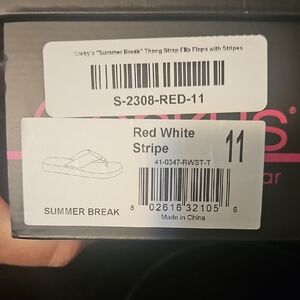 Corky's "Summer Break" Thong Strap Flip Flops with Stripes
S-2308-RED-11
Red White
Stripe
11
41-0347-RWST-T
SUMMER BREAK
8 02616 32105 6
Made in China